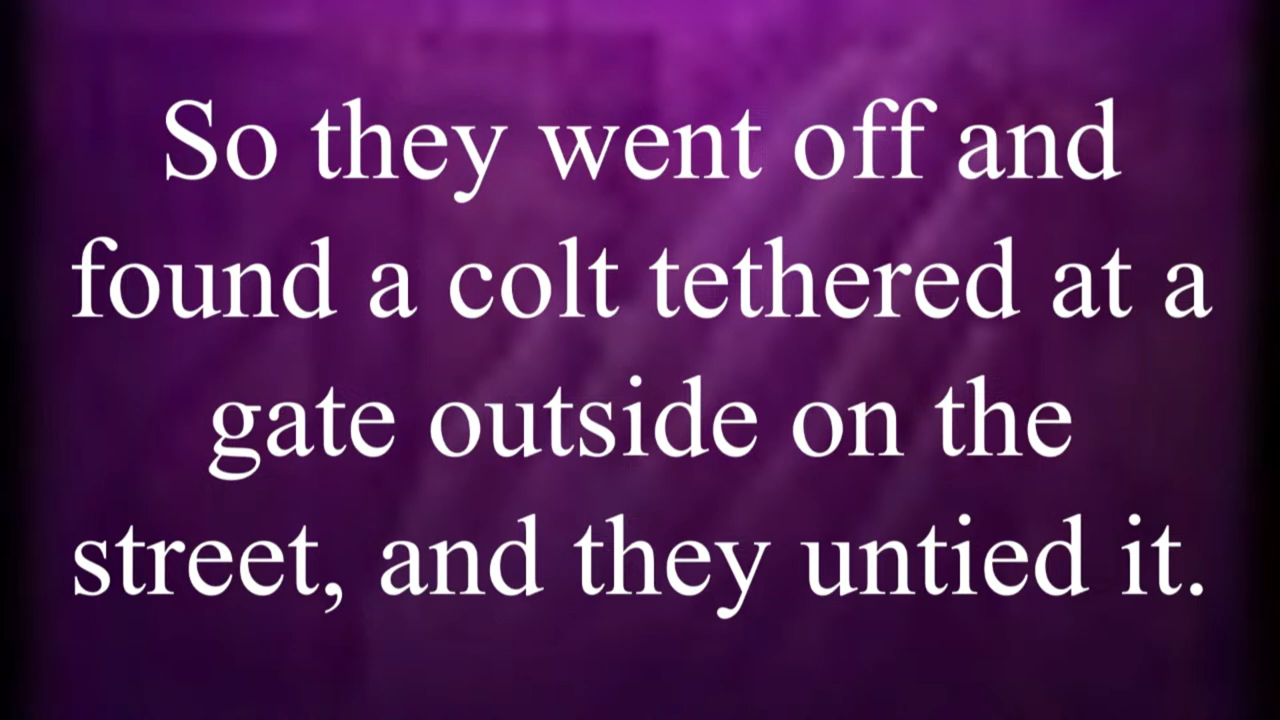 So they went off and
found a colt tethered at a
gate outside on the
street, and they untied it.